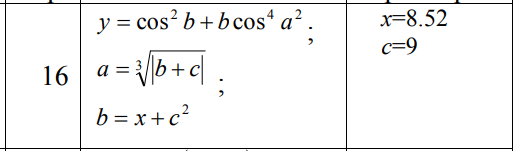 16
y = cos² b + b cos⁴ a² ;
a = ∛|b + c| ;
b = x + c²
x=8.52
c=9